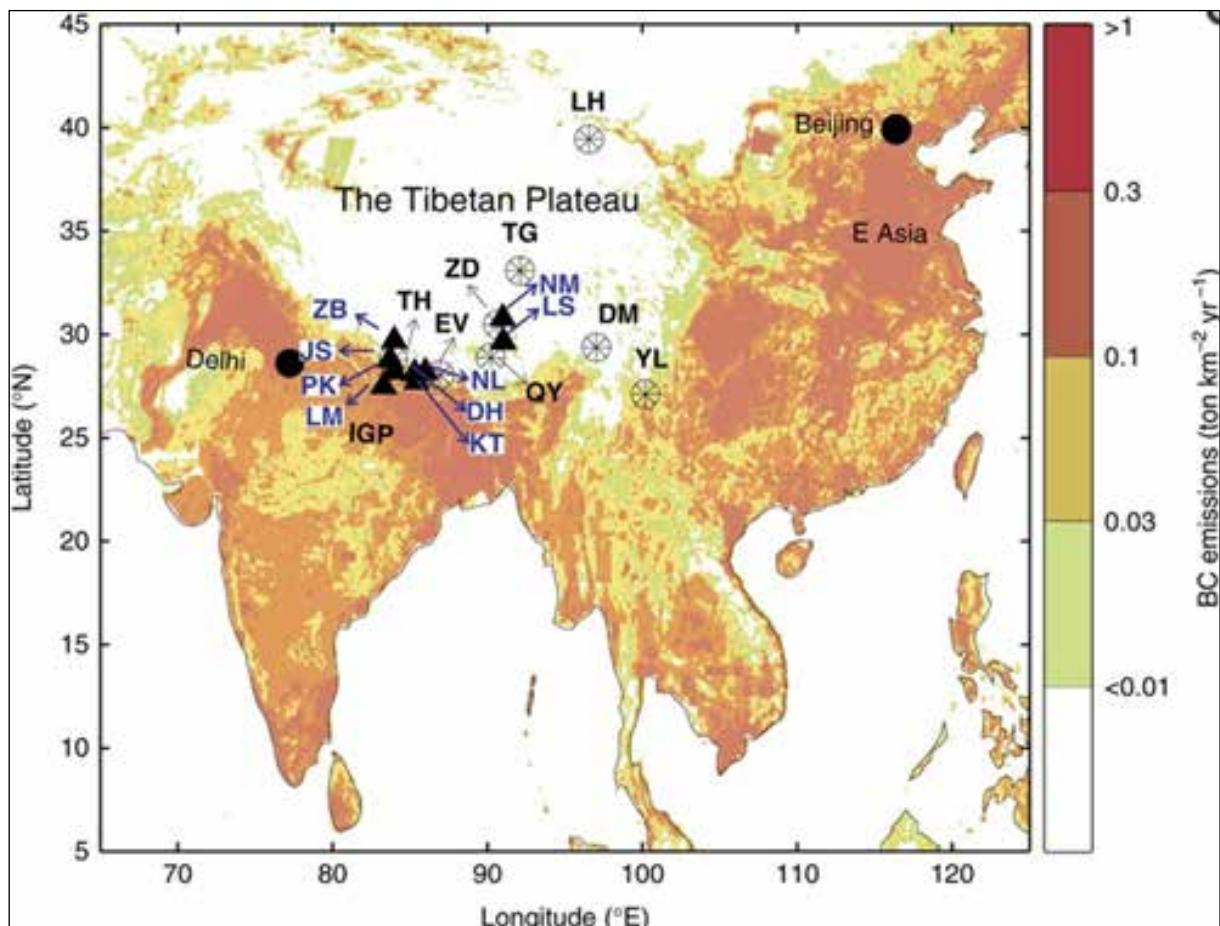 45
>1
LH
40
Beijing
The Tibetan Plateau
0.3
35
TG
E Asia
ZD
NM
TH
LS
ZB
EV
DM
30
JS
YL
0.1
Delhi
PK
NL
QY
LM
DH
IGP
KT
25
Latitude (°N)
0.03
20
BC emissions (ton km⁻² yr⁻¹)
15
<0.01
10
5
70
80
90
100
110
120
Longitude (°E)